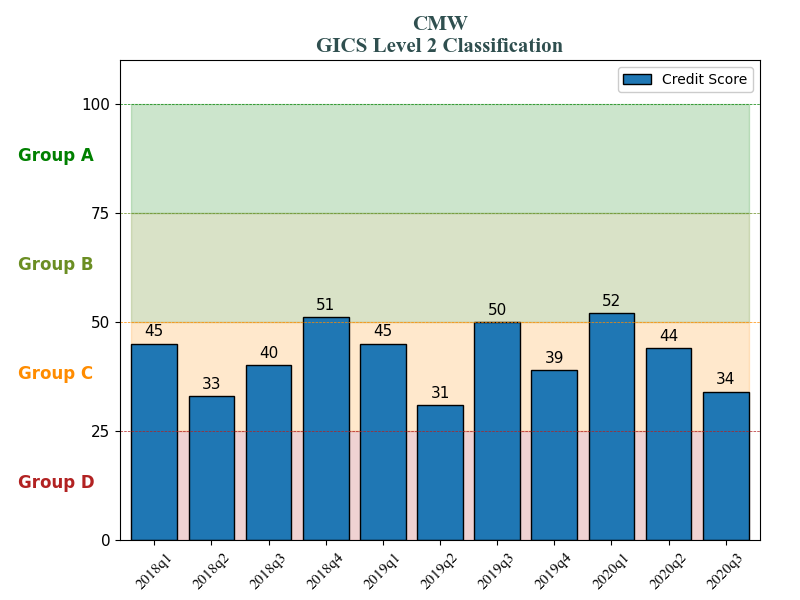 CMW
GICS Level 2 Classification
Credit Score
100
Group A
75
Group B
50
Group C
25
Group D
0
45
33
40
51
45
31
50
39
52
44
34
2018q1
2018q2
2018q3
2018q4
2019q1
2019q2
2019q3
2019q4
2020q1
2020q2
2020q3